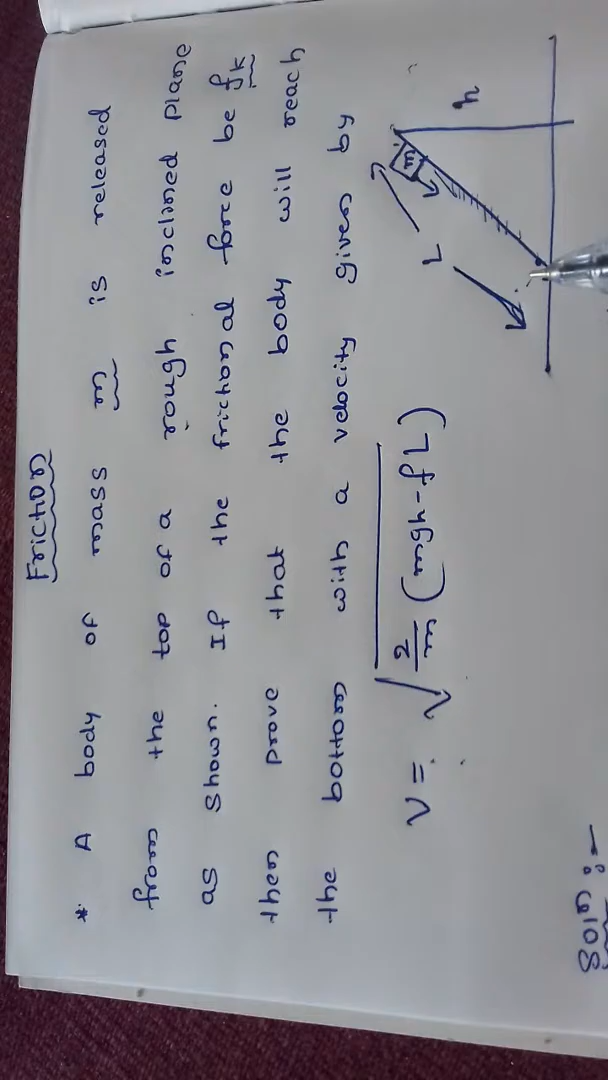 Friction
* A body of mass m is released
from the top of a rough inclined plane
as shown. If the frictional force be fk
then prove that the body will reach
the bottom with a velocity given by
V = √(2/m (mgh - fL))
m
L
h
Soln :-